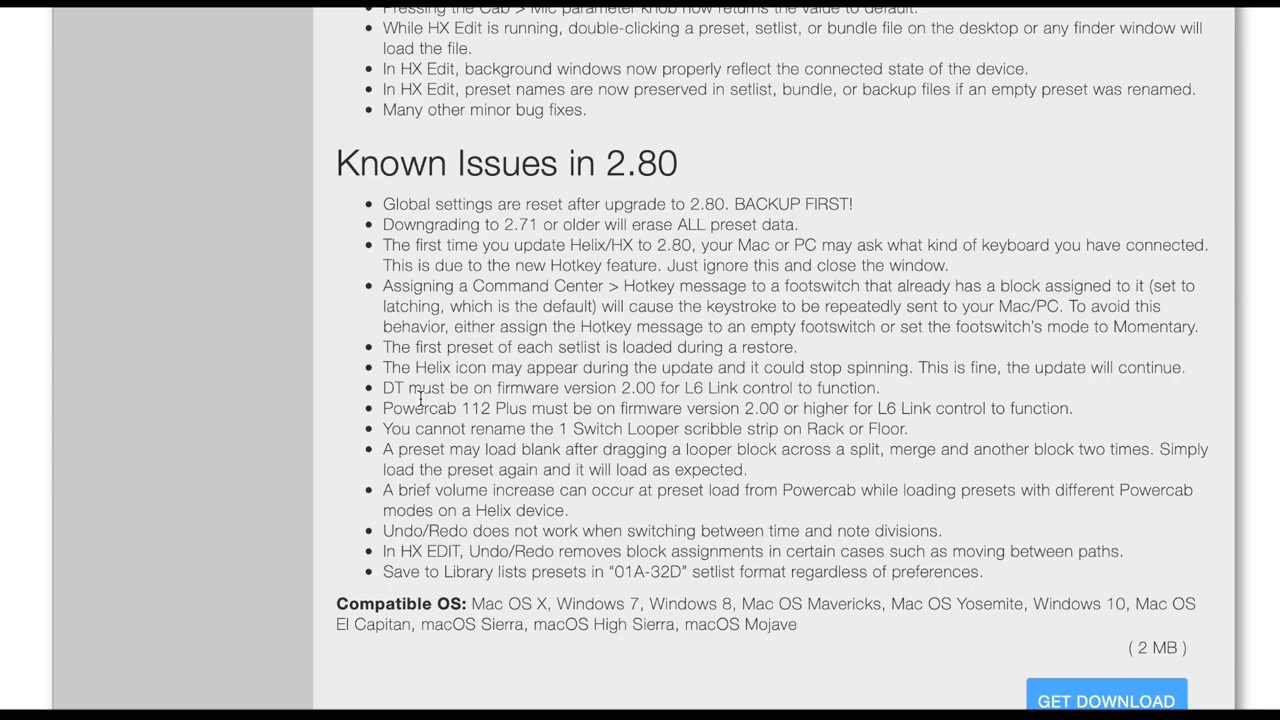 Pressing the Cab > Mic parameter knob now returns the value to default.
While HX Edit is running, double-clicking a preset, setlist, or bundle file on the desktop or any finder window will
load the file.
In HX Edit, background windows now properly reflect the connected state of the device.
In HX Edit, preset names are now preserved in setlist, bundle, or backup files if an empty preset was renamed.
Many other minor bug fixes.
Known Issues in 2.80
Global settings are reset after upgrade to 2.80. BACKUP FIRST!
Downgrading to 2.71 or older will erase ALL preset data.
The first time you update Helix/HX to 2.80, your Mac or PC may ask what kind of keyboard you have connected.
This is due to the new Hotkey feature. Just ignore this and close the window.
Assigning a Command Center > Hotkey message to a footswitch that already has a block assigned to it (set to
latching, which is the default) will cause the keystroke to be repeatedly sent to your Mac/PC. To avoid this
behavior, either assign the Hotkey message to an empty footswitch or set the footswitch's mode to Momentary.
The first preset of each setlist is loaded during a restore.
The Helix icon may appear during the update and it could stop spinning. This is fine, the update will continue.
DT must be on firmware version 2.00 for L6 Link control to function.
Powercab 112 Plus must be on firmware version 2.00 or higher for L6 Link control to function.
You cannot rename the 1 Switch Looper scribble strip on Rack or Floor.
A preset may load blank after dragging a looper block across a split, merge and another block two times. Simply
load the preset again and it will load as expected.
A brief volume increase can occur at preset load from Powercab while loading presets with different Powercab
modes on a Helix device.
Undo/Redo does not work when switching between time and note divisions.
In HX EDIT, Undo/Redo removes block assignments in certain cases such as moving between paths.
Save to Library lists presets in “01A-32D” setlist format regardless of preferences.
Compatible OS: Mac OS X, Windows 7, Windows 8, Mac OS Mavericks, Mac OS Yosemite, Windows 10, Mac OS
El Capitan, macOS Sierra, macOS High Sierra, macOS Mojave
( 2 MB )
GET DOWNLOAD